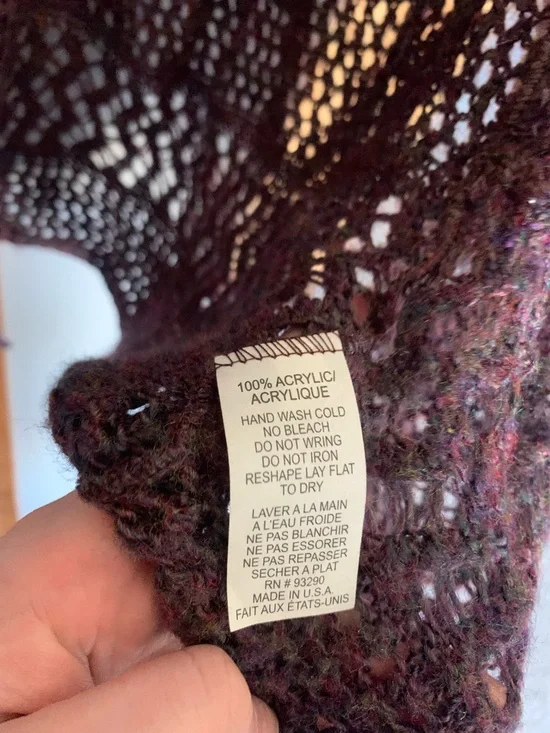 100% ACRYLIC/
ACRYLIQUE
HAND WASH COLD
NO BLEACH
DO NOT WRING
DO NOT IRON
RESHAPE LAY FLAT
TO DRY
LAVER A LA MAIN
A L'EAU FROIDE
NE PAS BLANCHIR
NE PAS ESSORER
NE PAS REPASSER
SECHER A PLAT
RN # 93290
MADE IN U.S.A.
FAIT AUX ÉTATS-UNIS